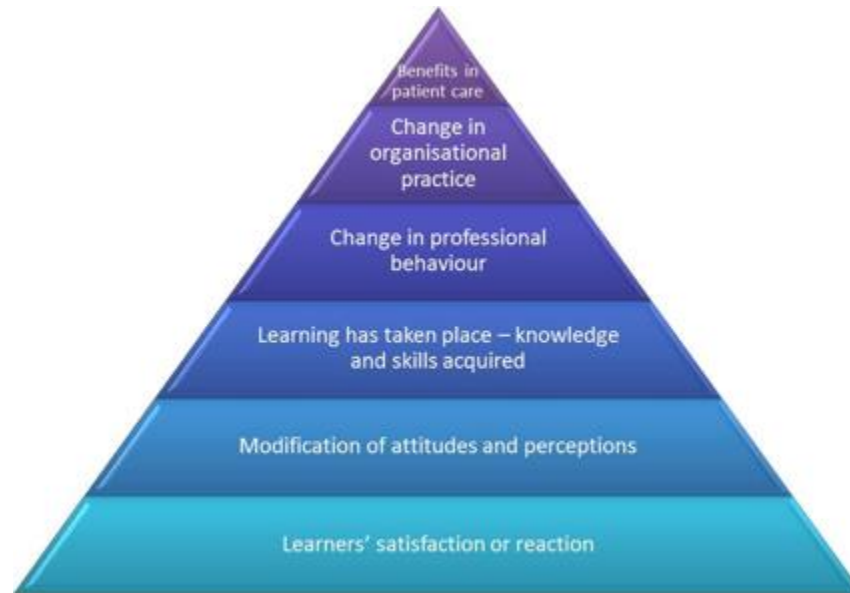 Benefits in
patient care
Change in
organisational
practice
Change in professional
behaviour
Learning has taken place – knowledge
and skills acquired
Modification of attitudes and perceptions
Learners’ satisfaction or reaction